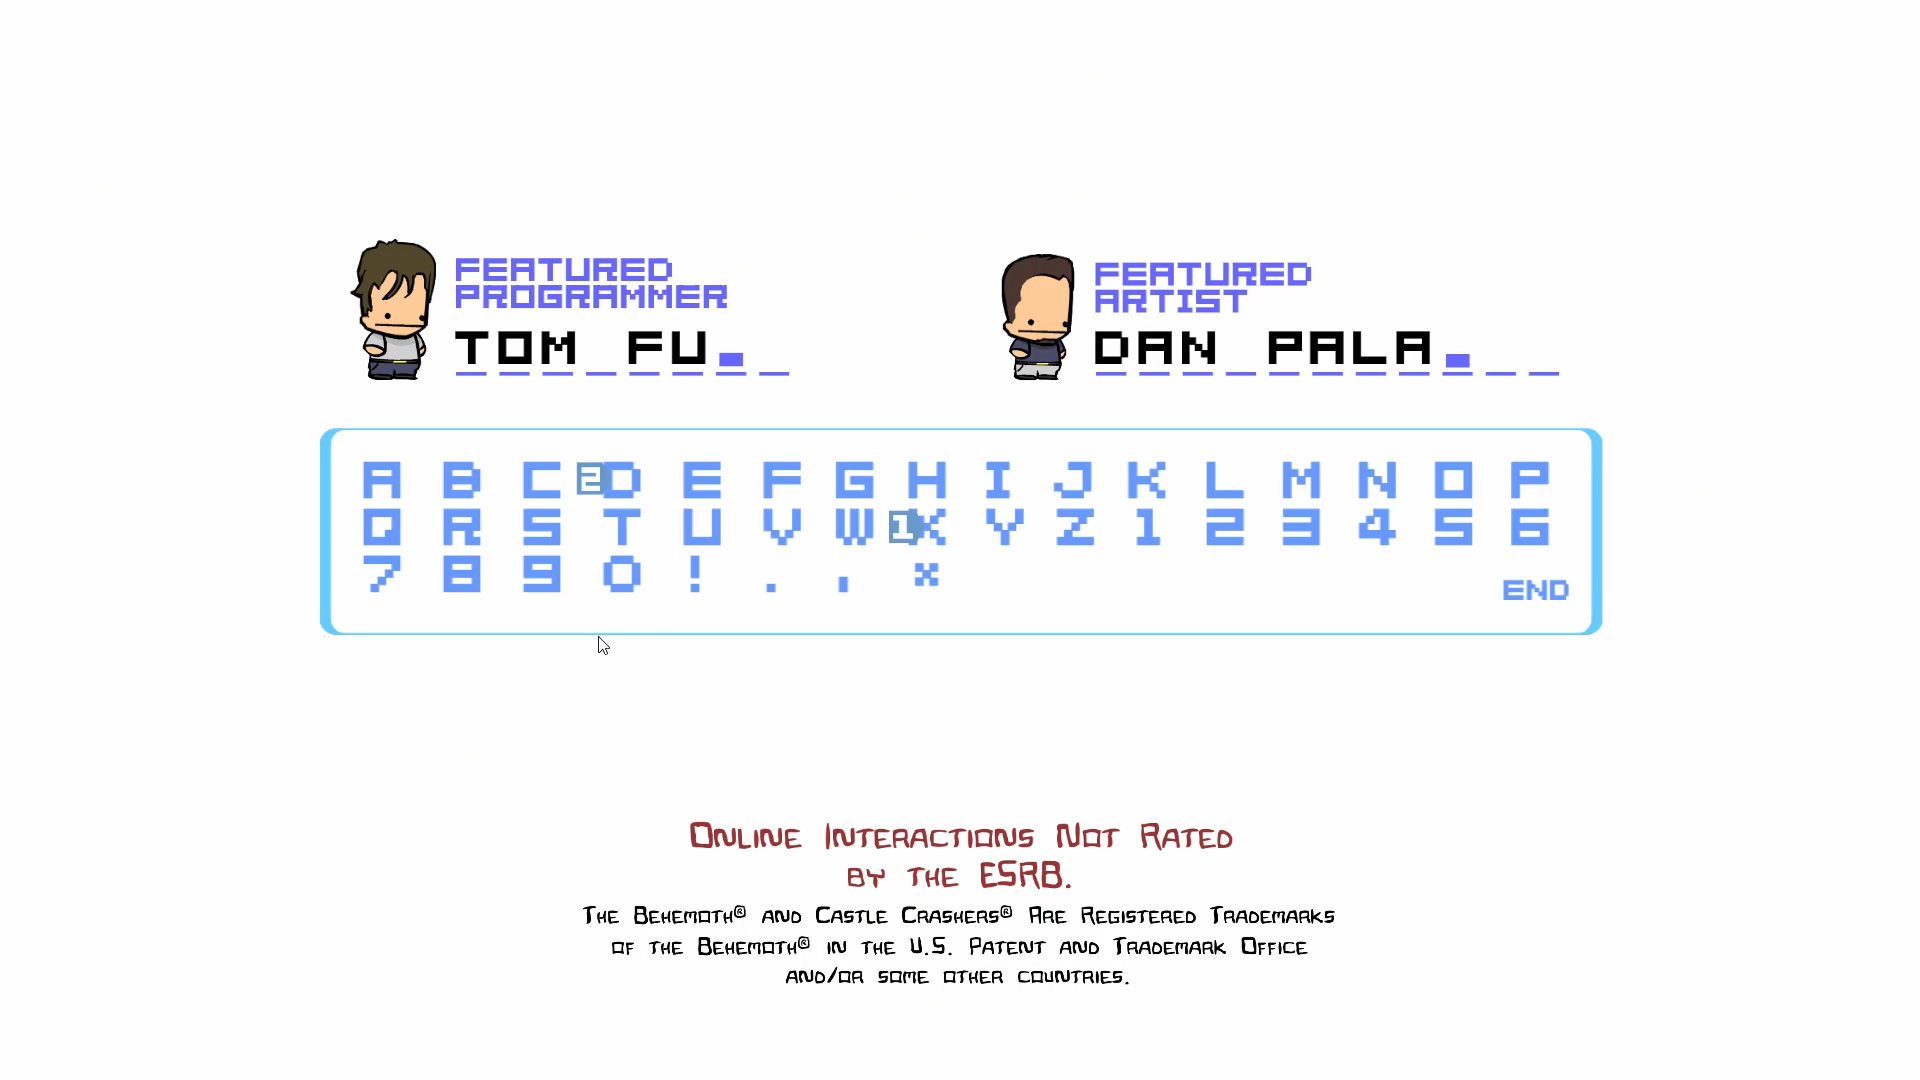 FEATURED
PROGRAMMER
TOM FU
FEATURED
ARTIST
DAN PALA
A B C 2 D E F G H I J K L M N O P
Q R S T U V W 1 X Y Z 1 2 3 4 5 6
7 8 9 0 ! . , ×
END
Online Interactions Not Rated
by the ESRB.
The Behemoth® and Castle Crashers® Are Registered Trademarks
of the Behemoth® in the U.S. Patent and Trademark Office
and/or some other countries.